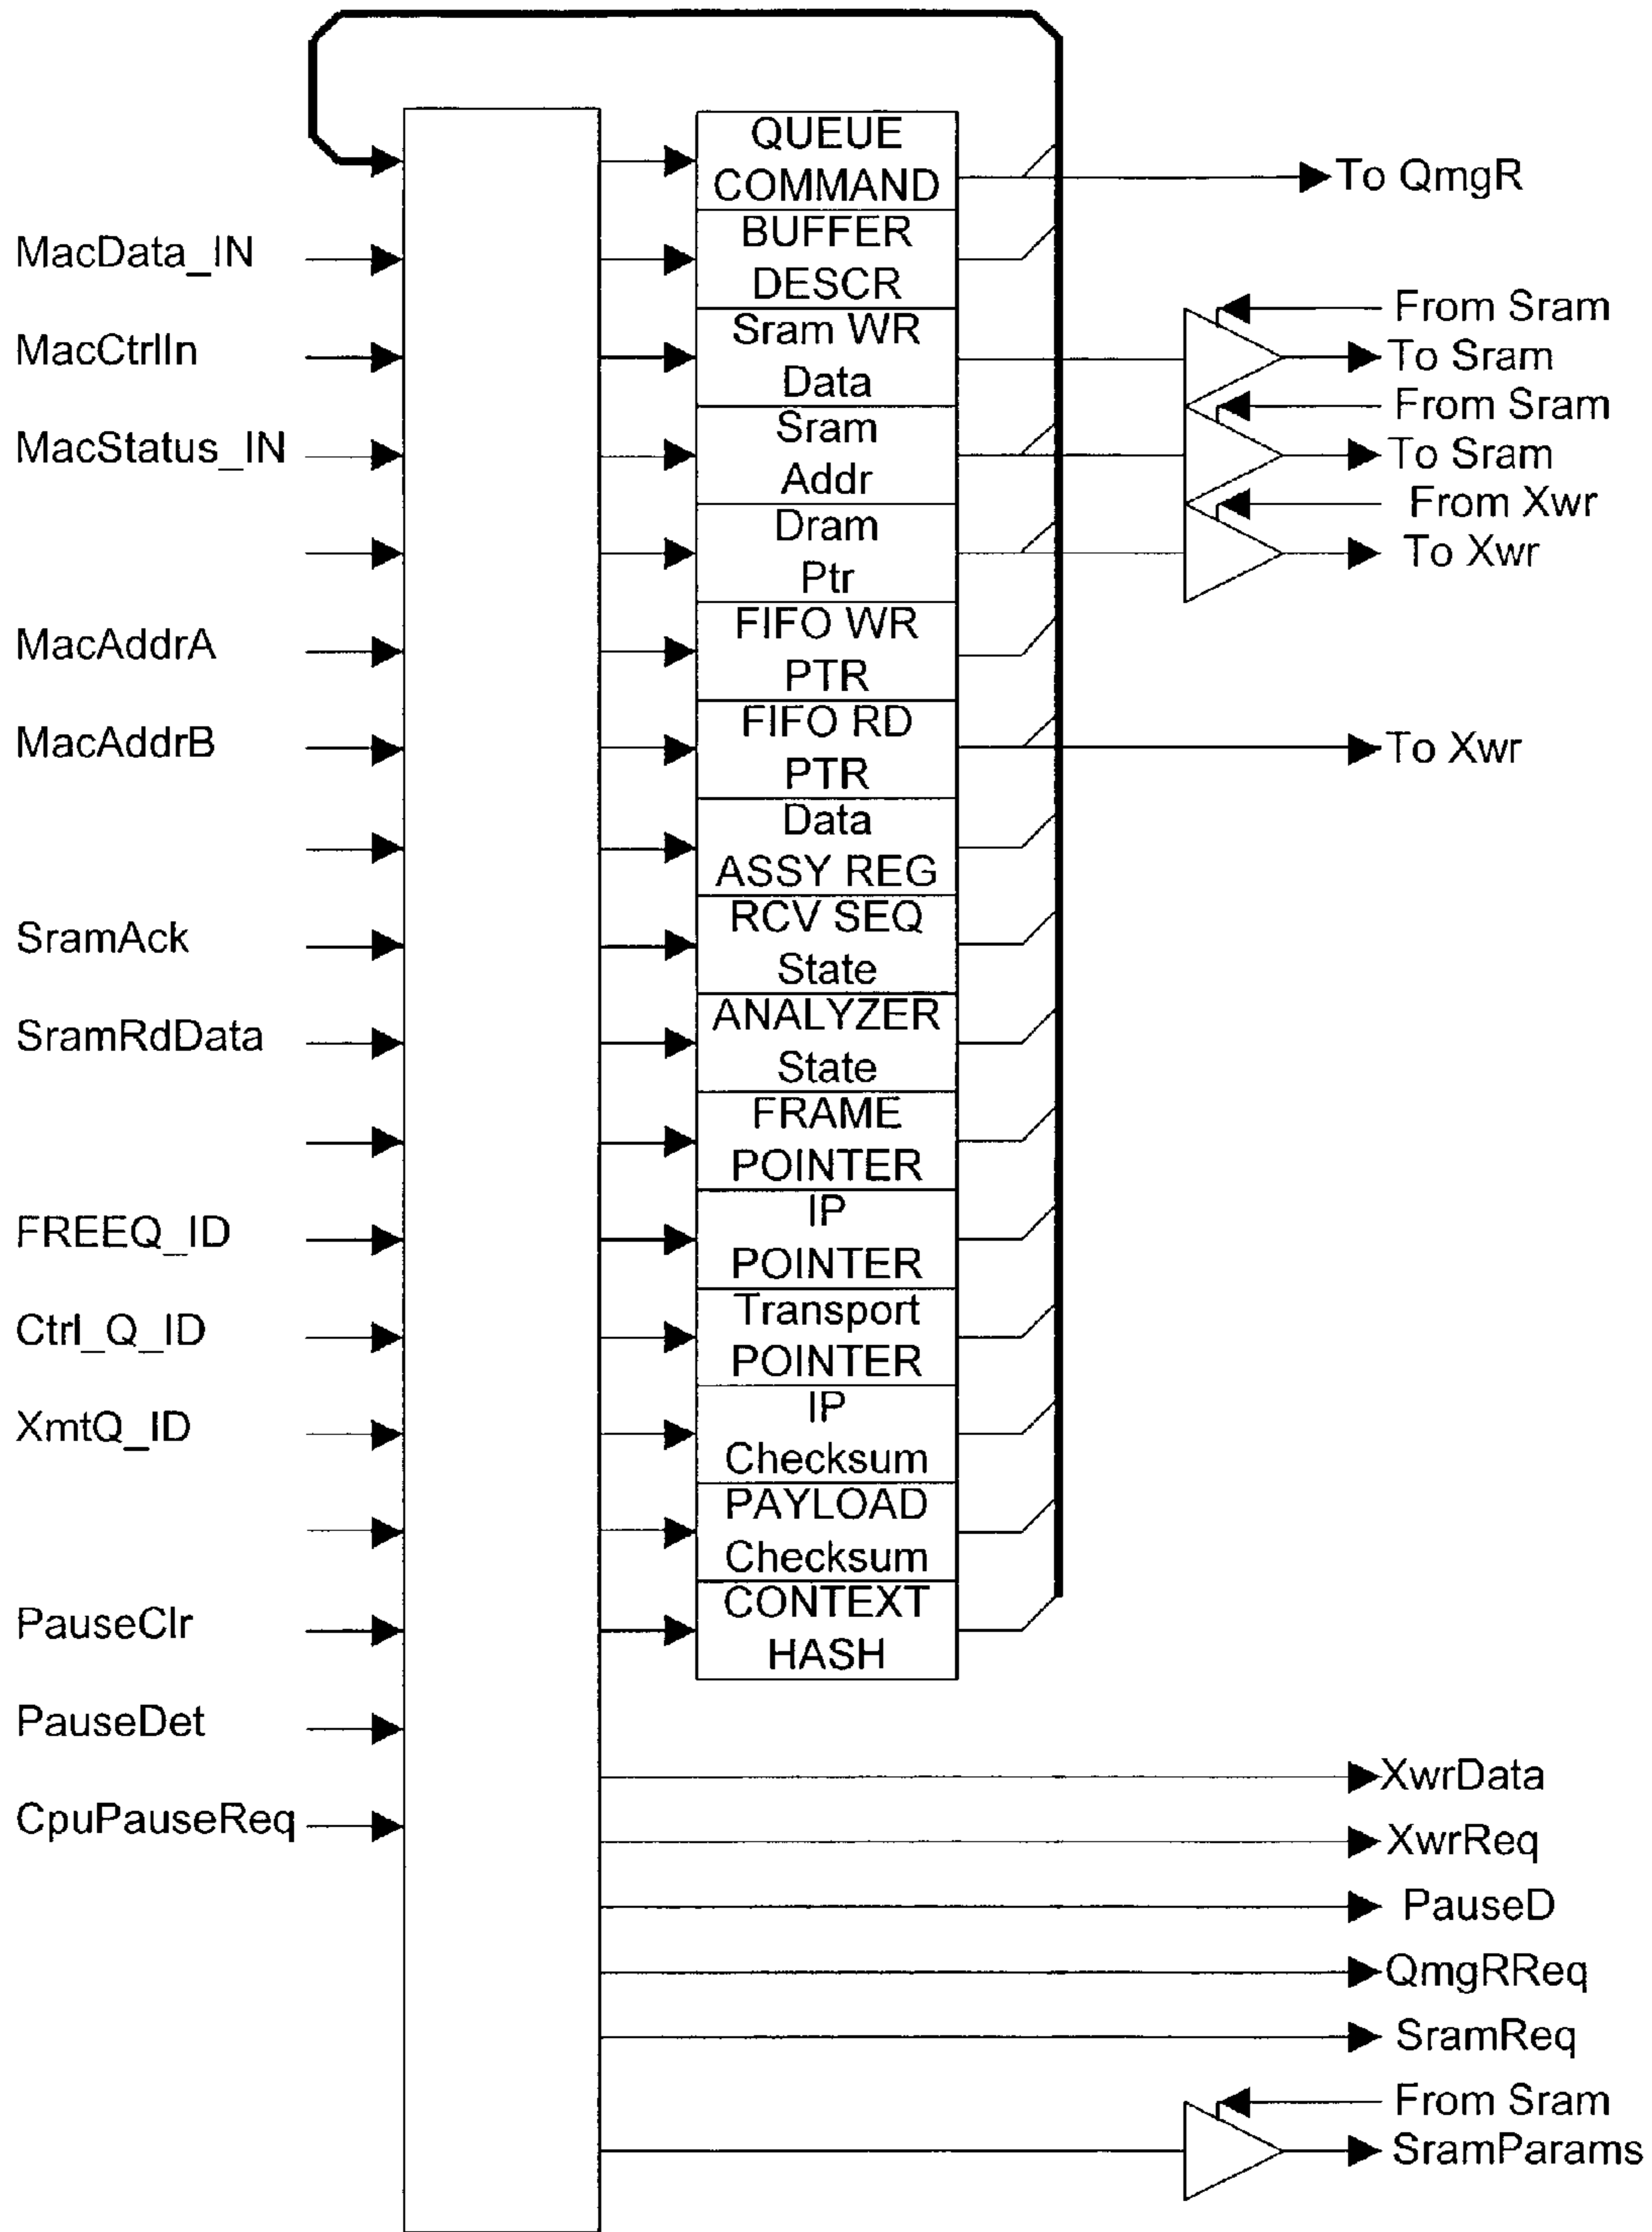 QUEUE
COMMAND
To QmgR
MacData_IN
BUFFER
DESCR
From Sram
MacCtrlIn
Sram WR
Data
To Sram
From Sram
MacStatus_IN
Sram
Addr
To Sram
From Xwr
Dram
Ptr
To Xwr
MacAddrA
FIFO WR
PTR
MacAddrB
FIFO RD
PTR
To Xwr
Data
ASSY REG
SramAck
RCV SEQ
State
SramRdData
ANALYZER
State
FRAME
POINTER
FREEQ_ID
IP
POINTER
Ctrl_Q_ID
Transport
POINTER
XmtQ_ID
IP
Checksum
PAYLOAD
Checksum
PauseClr
CONTEXT
HASH
PauseDet
XwrData
CpuPauseReq
XwrReq
PauseD
QmgRReq
SramReq
From Sram
SramParams